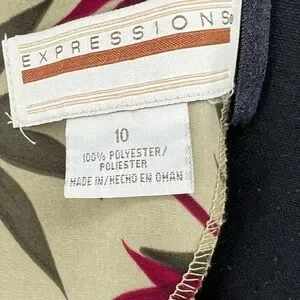 EXPRESSIONS®
10
100% POLYESTER/
POLIESTER
MADE IN/HECHO EN OMAN